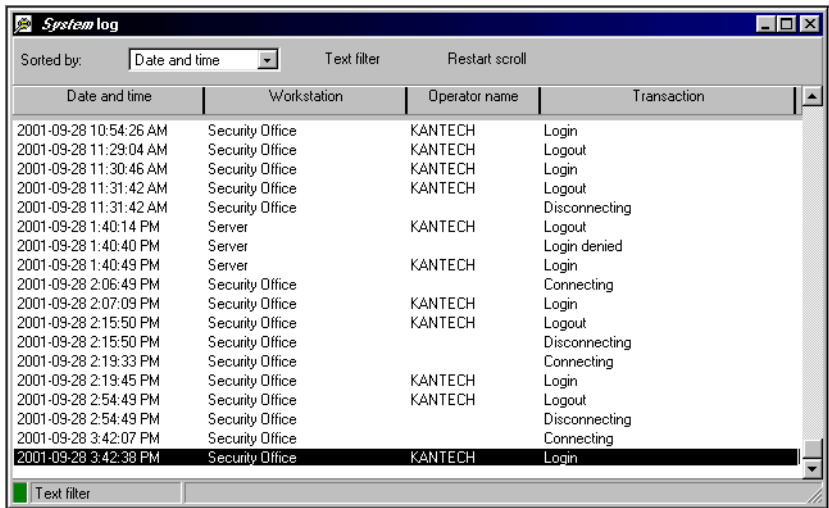 System log
Sorted by: Date and time Text filter Restart scroll
Date and time Workstation Operator name Transaction
2001-09-28 10:54:26 AM Security Office KANTECH Login
2001-09-28 11:29:04 AM Security Office KANTECH Logout
2001-09-28 11:30:46 AM Security Office KANTECH Login
2001-09-28 11:31:42 AM Security Office KANTECH Logout
2001-09-28 11:31:42 AM Security Office Disconnecting
2001-09-28 1:40:14 PM Server KANTECH Logout
2001-09-28 1:40:40 PM Server Login denied
2001-09-28 1:40:49 PM Server KANTECH Login
2001-09-28 2:06:49 PM Security Office Connecting
2001-09-28 2:07:09 PM Security Office KANTECH Login
2001-09-28 2:15:50 PM Security Office KANTECH Logout
2001-09-28 2:15:50 PM Security Office Disconnecting
2001-09-28 2:19:33 PM Security Office Connecting
2001-09-28 2:19:45 PM Security Office KANTECH Login
2001-09-28 2:54:49 PM Security Office KANTECH Logout
2001-09-28 2:54:49 PM Security Office Disconnecting
2001-09-28 3:42:07 PM Security Office Connecting
2001-09-28 3:42:38 PM Security Office KANTECH Login
Text filter